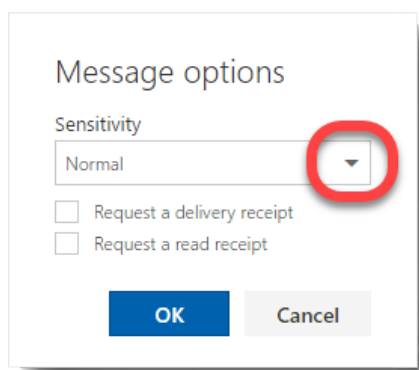 Message options
Sensitivity
Normal
Request a delivery receipt
Request a read receipt
OK Cancel